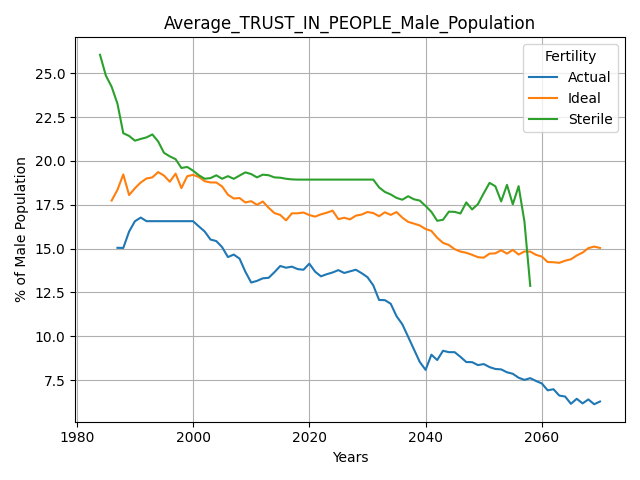 Average_TRUST_IN_PEOPLE_Male_Population
Fertility
Actual
Ideal
Sterile
% of Male Population
25.0
22.5
20.0
17.5
15.0
12.5
10.0
7.5
1980 2000 2020 2040 2060
Years